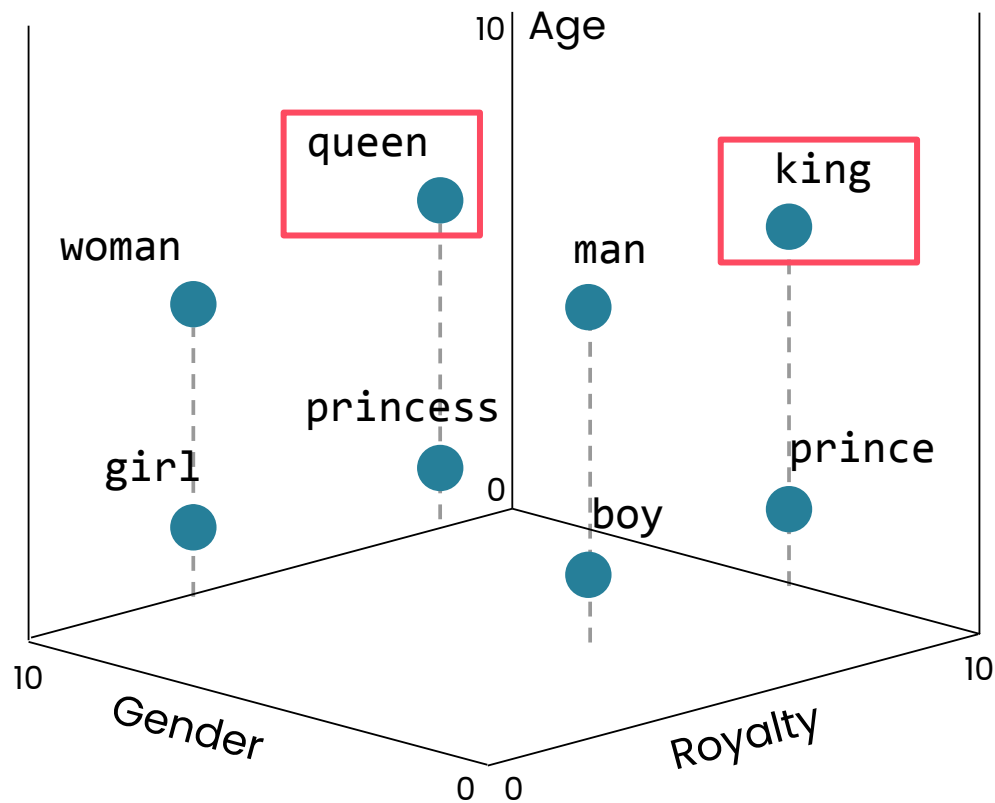 10 Age
queen
king
woman
man
princess
girl
prince
0
boy
10
10
Gender
Royalty
0 0